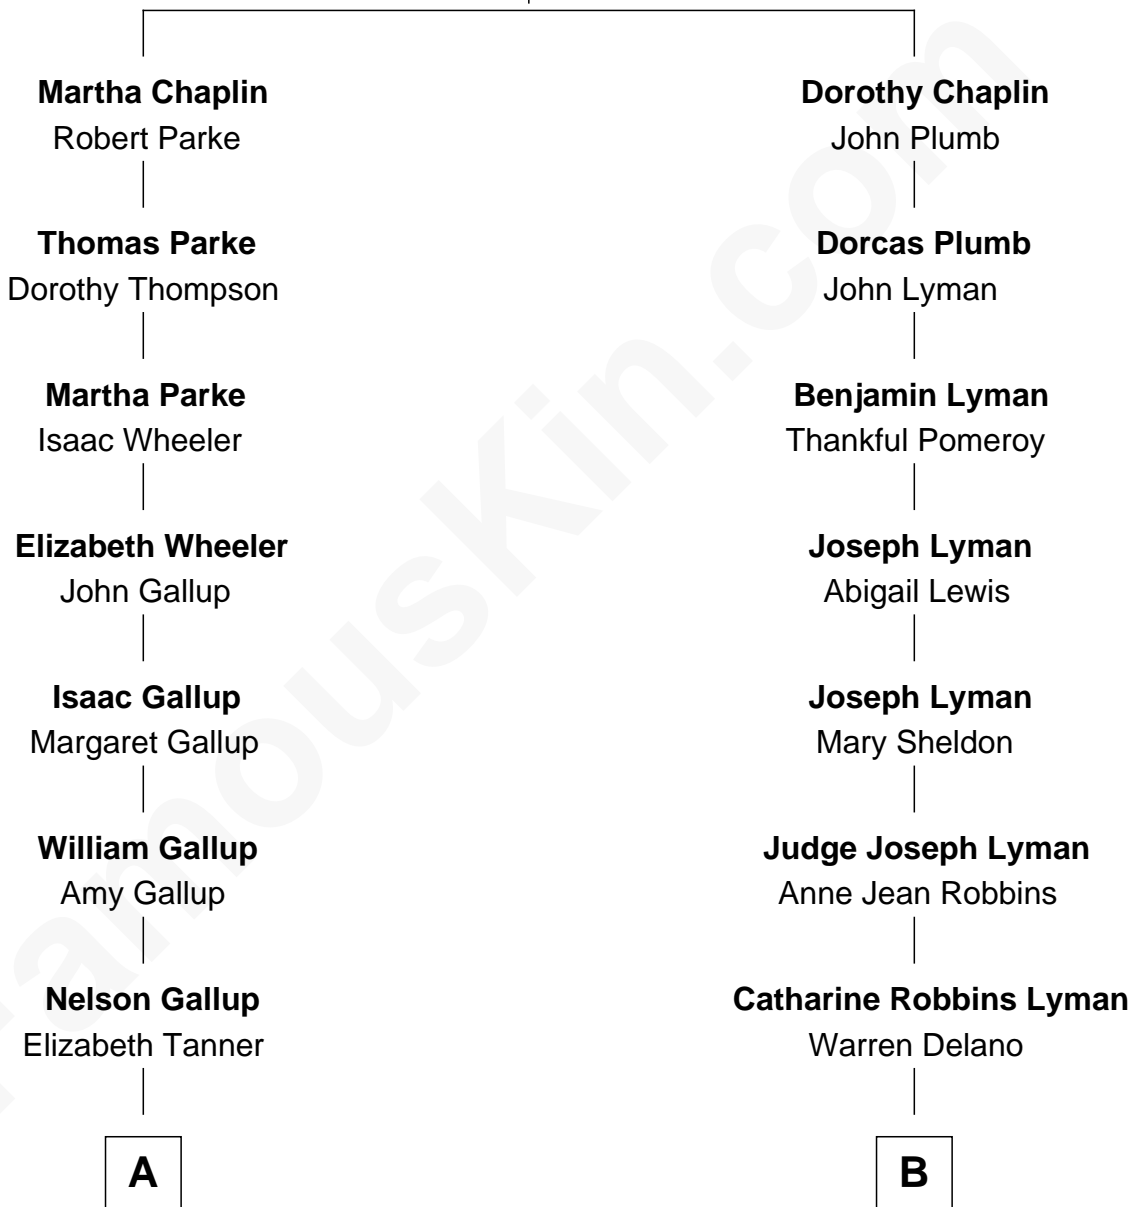 Martha Chaplin
Robert Parke
Thomas Parke
Dorothy Thompson
Martha Parke
Isaac Wheeler
Elizabeth Wheeler
John Gallup
Isaac Gallup
Margaret Gallup
William Gallup
Amy Gallup
Nelson Gallup
Elizabeth Tanner
A
Dorothy Chaplin
John Plumb
Dorcas Plumb
John Lyman
Benjamin Lyman
Thankful Pomeroy
Joseph Lyman
Abigail Lewis
Joseph Lyman
Mary Sheldon
Judge Joseph Lyman
Anne Jean Robbins
Catharine Robbins Lyman
Warren Delano
B
FamousKin.com